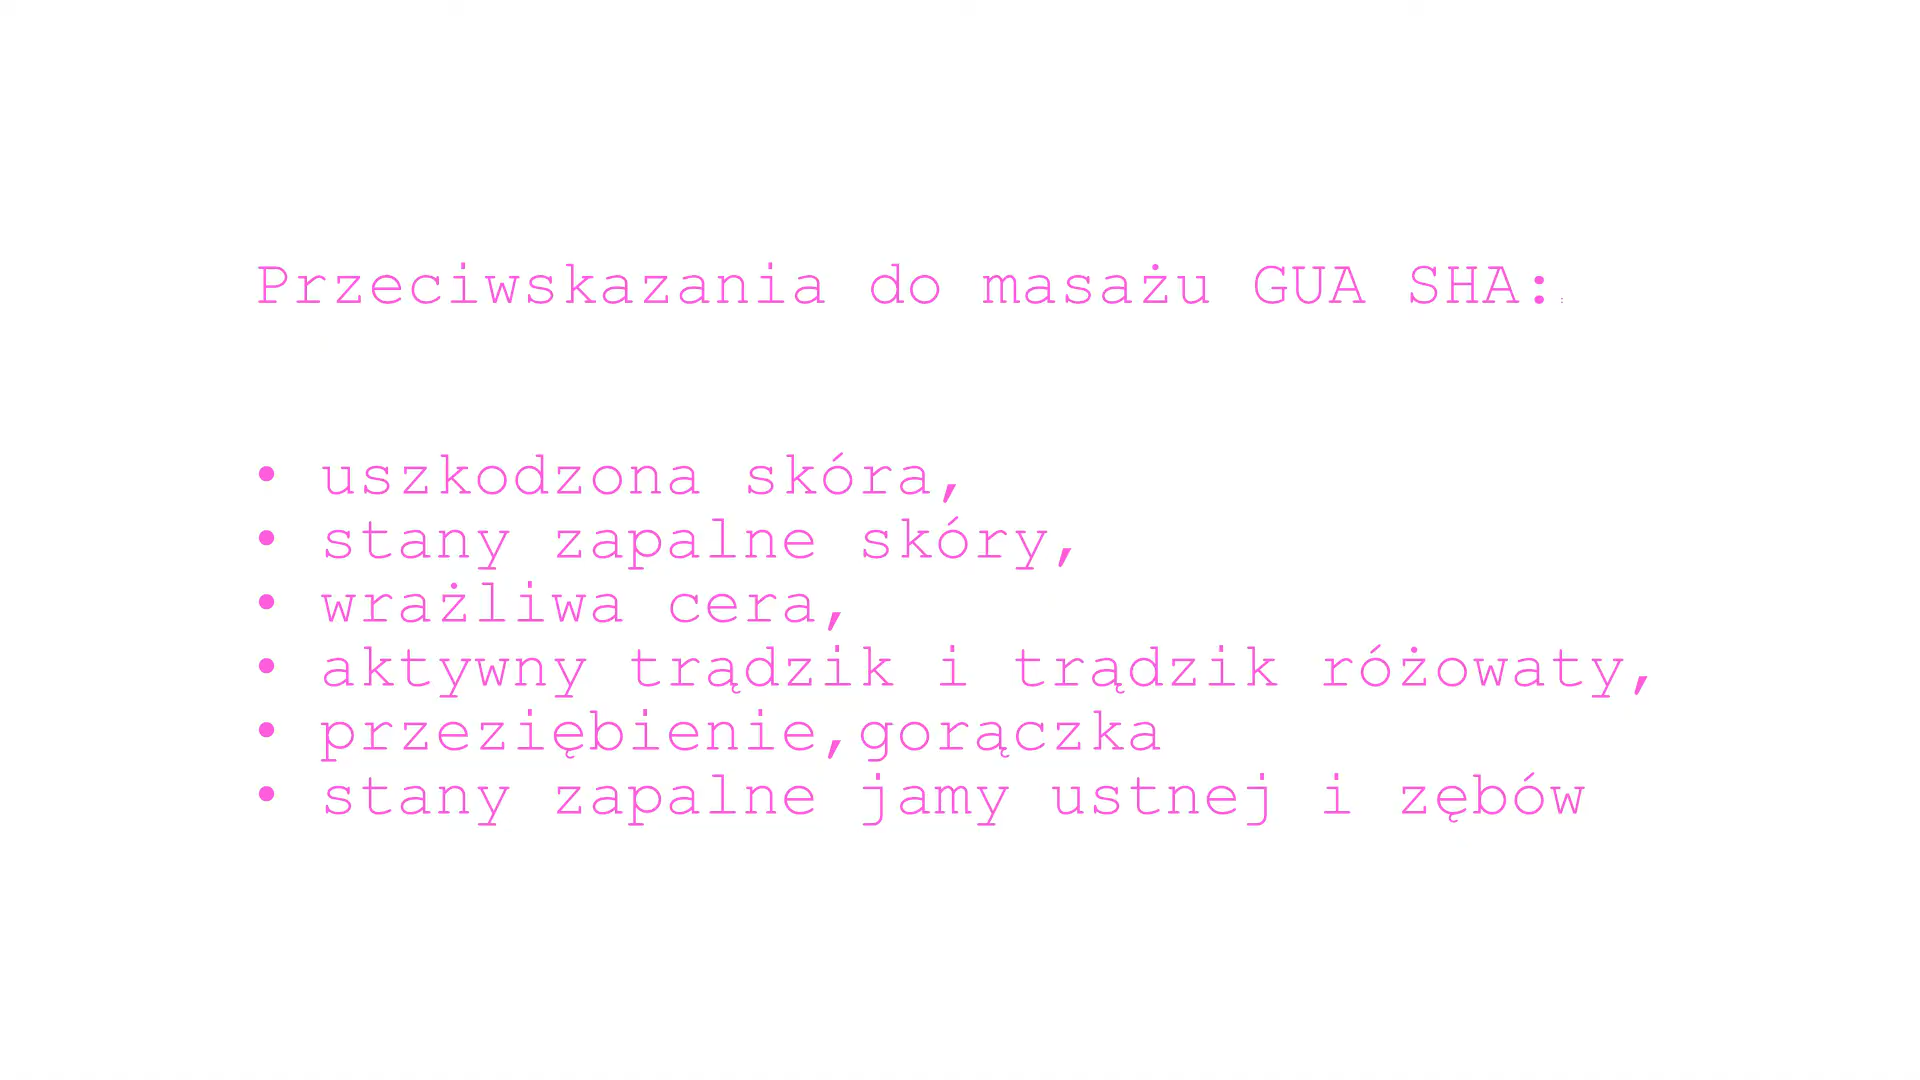 Przeciwskazania do masażu GUA SHA::
• uszkodzona skóra,
• stany zapalne skóry,
• wrażliwa cera,
• aktywny trądzik i trądzik różowaty,
• przeziębienie,gorączka
• stany zapalne jamy ustnej i zębów